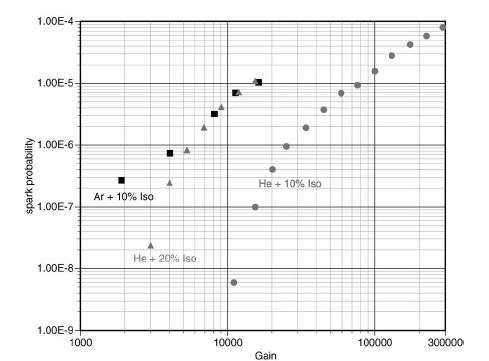 1.00E-4
1.00E-5
1.00E-6
1.00E-7
1.00E-8
1.00E-9
spark probability
Ar + 10% Iso
He + 10% Iso
He + 20% Iso
1000
10000
100000
300000
Gain